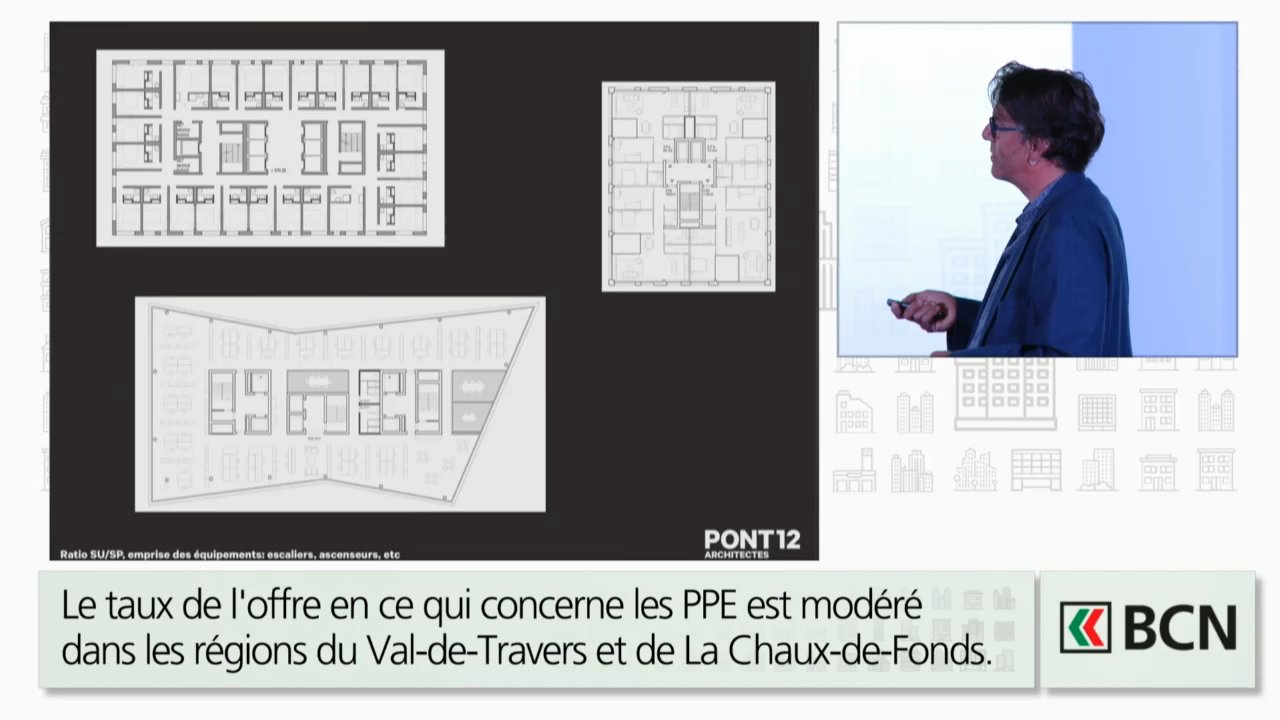 Ratio SU/SP, emprise des équipements: escaliers, ascenseurs, etc
PONT12
ARCHITECTES
Le taux de l'offre en ce qui concerne les PPE est modéré
dans les régions du Val-de-Travers et de La Chaux-de-Fonds.
BCN